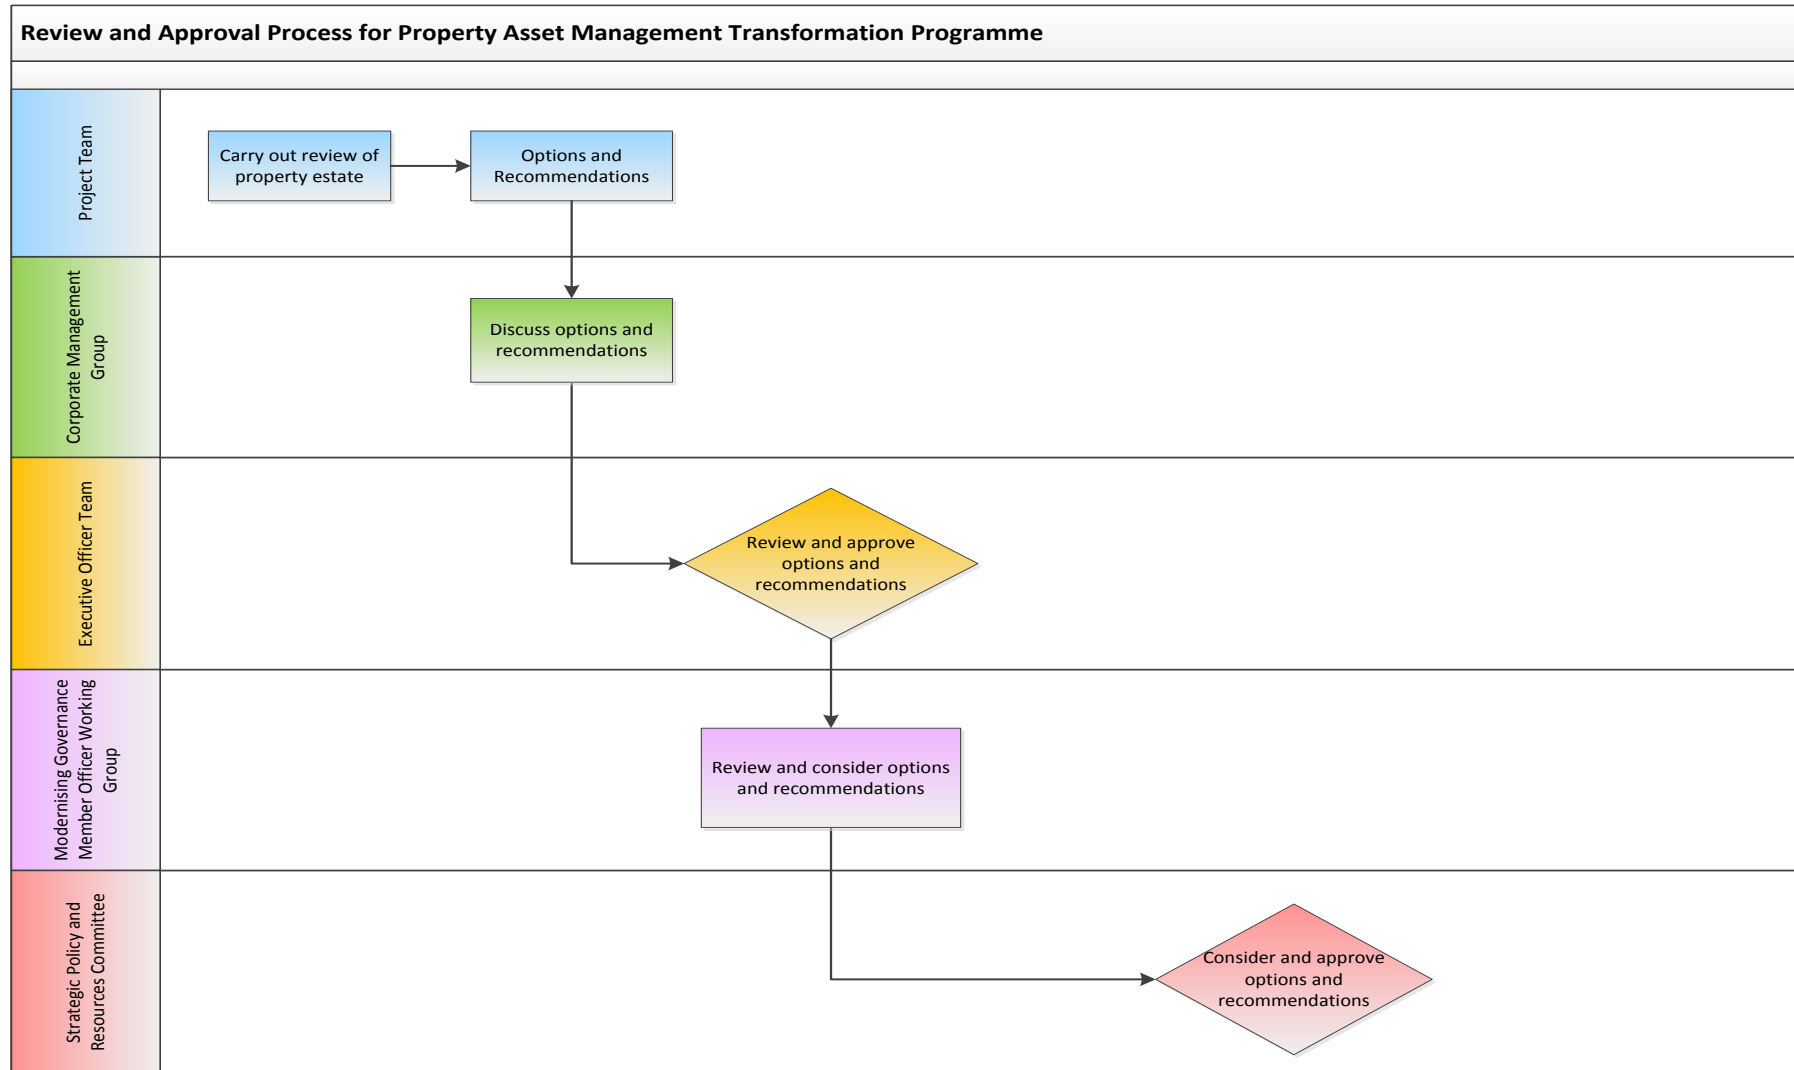 Review and Approval Process for Property Asset Management Transformation Programme
Project Team
Carry out review of
property estate
Options and
Recommendations
Corporate Management
Group
Discuss options and
recommendations
Executive Officer Team
Review and approve
options and
recommendations
Modernising Governance
Member Officer Working
Group
Review and consider options
and recommendations
Strategic Policy and
Resources Committee
Consider and approve
options and
recommendations